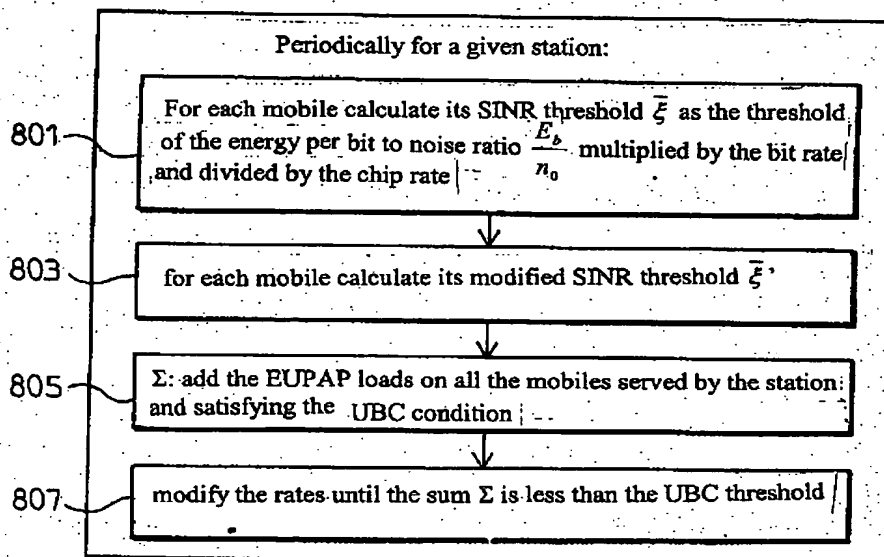 Periodically for a given station:
801
For each mobile calculate its SINR threshold ξ̅ as the threshold
of the energy per bit to noise ratio E_b/n_0 multiplied by the bit rate
and divided by the chip rate
803
for each mobile calculate its modified SINR threshold ξ̅'
805
Σ: add the EUPAP loads on all the mobiles served by the station
and satisfying the UBC condition
807
modify the rates until the sum Σ is less than the UBC threshold